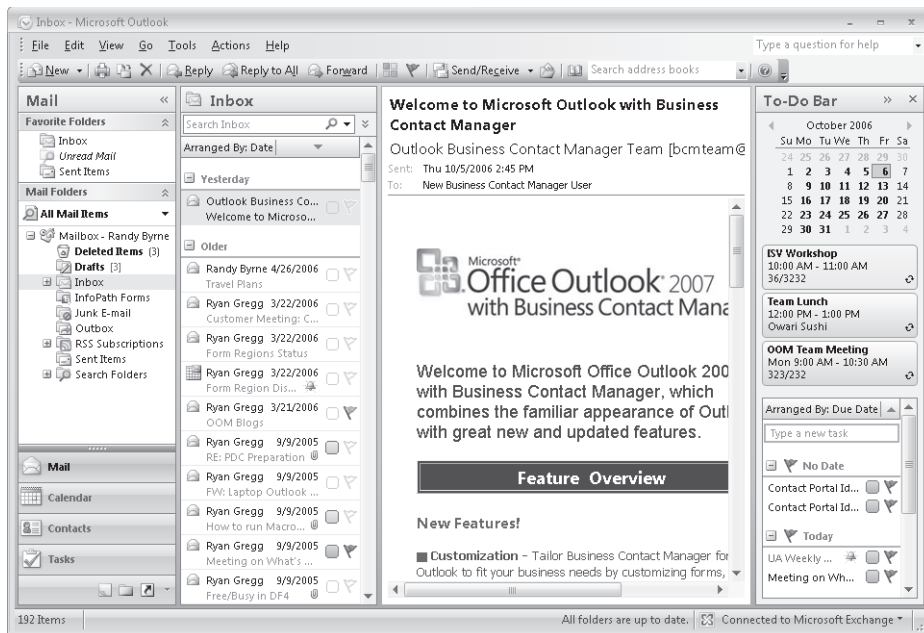 Inbox - Microsoft Outlook
File Edit View Go Tools Actions Help
Type a question for help
New Reply Reply to All Forward Send/Receive Search address books
Mail
Favorite Folders
Inbox
Unread Mail
Sent Items
Mail Folders
All Mail Items
Mailbox - Randy Byrne
Deleted Items (3)
Drafts [3]
Inbox
InfoPath Forms
Junk E-mail
Outbox
RSS Subscriptions
Sent Items
Search Folders
Mail
Calendar
Contacts
Tasks
Inbox
Search Inbox
Arranged By: Date
Yesterday
Outlook Business Co...
Welcome to Microso...
Older
Randy Byrne 4/26/2006
Travel Plans
Ryan Gregg 3/22/2006
Customer Meeting: C...
Ryan Gregg 3/22/2006
Form Regions Status
Ryan Gregg 3/22/2006
Form Region Dis...
Ryan Gregg 3/21/2006
OOM Blogs
Ryan Gregg 9/9/2005
RE: PDC Preparation
Ryan Gregg 9/9/2005
FW: Laptop Outlook ...
Ryan Gregg 9/9/2005
How to run Macro...
Ryan Gregg 9/9/2005
Meeting on What's ...
Ryan Gregg 9/9/2005
Free/Busy in DF4
Welcome to Microsoft Outlook with Business
Contact Manager
Outlook Business Contact Manager Team [bcmteam@
Sent: Thu 10/5/2006 2:45 PM
To: New Business Contact Manager User
Microsoft®
Office Outlook® 2007
with Business Contact Mana
Welcome to Microsoft Office Outlook 200
with Business Contact Manager, which
combines the familiar appearance of Outl
with great new and updated features.
Feature Overview
New Features!
Customization – Tailor Business Contact Manager for
Outlook to fit your business needs by customizing forms,
To-Do Bar
October 2006
Su Mo Tu We Th Fr Sa
24 25 26 27 28 29 30
1 2 3 4 5 6 7
8 9 10 11 12 13 14
15 16 17 18 19 20 21
22 23 24 25 26 27 28
29 30 31 1 2 3 4
ISV Workshop
10:00 AM - 11:00 AM
36/3232
Team Lunch
12:00 PM - 1:00 PM
Owari Sushi
OOM Team Meeting
Mon 9:00 AM - 10:30 AM
323/232
Arranged By: Due Date
Type a new task
No Date
Contact Portal Id...
Contact Portal Id...
Today
UA Weekly ...
Meeting on Wh...
192 Items
All folders are up to date. Connected to Microsoft Exchange